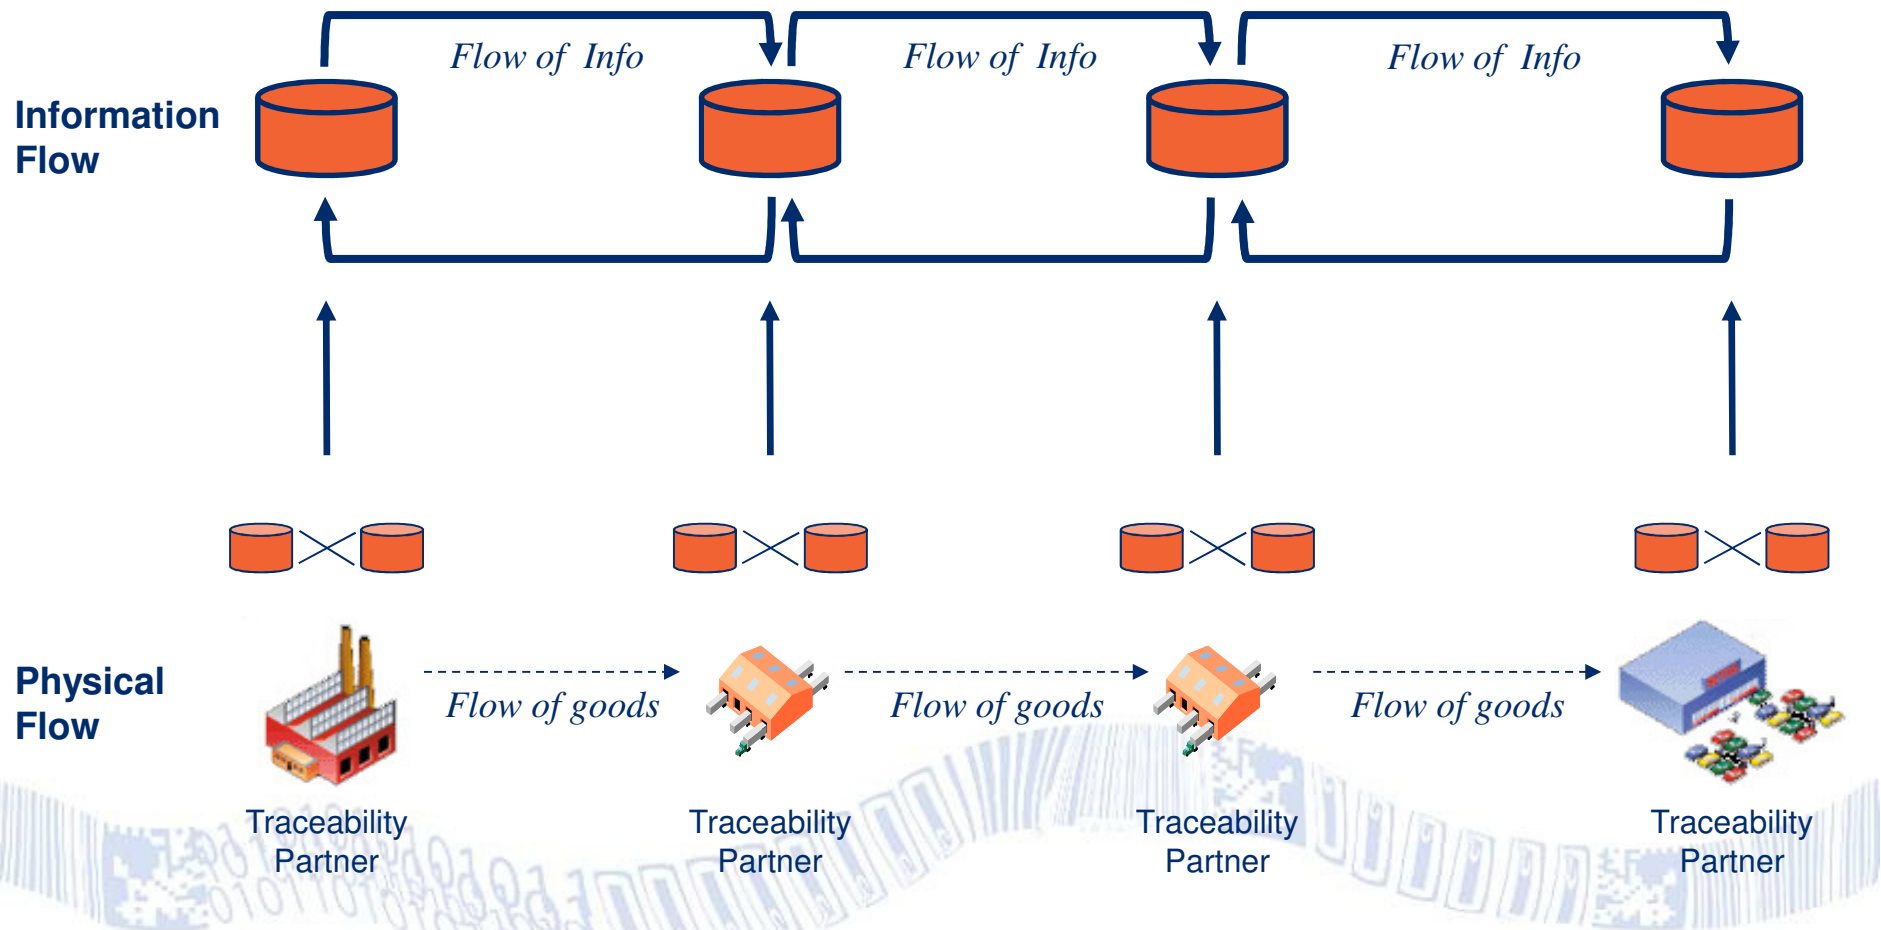 Flow of Info
Flow of Info
Flow of Info
Information
Flow
Physical
Flow
Flow of goods
Flow of goods
Flow of goods
Traceability
Partner
Traceability
Partner
Traceability
Partner
Traceability
Partner